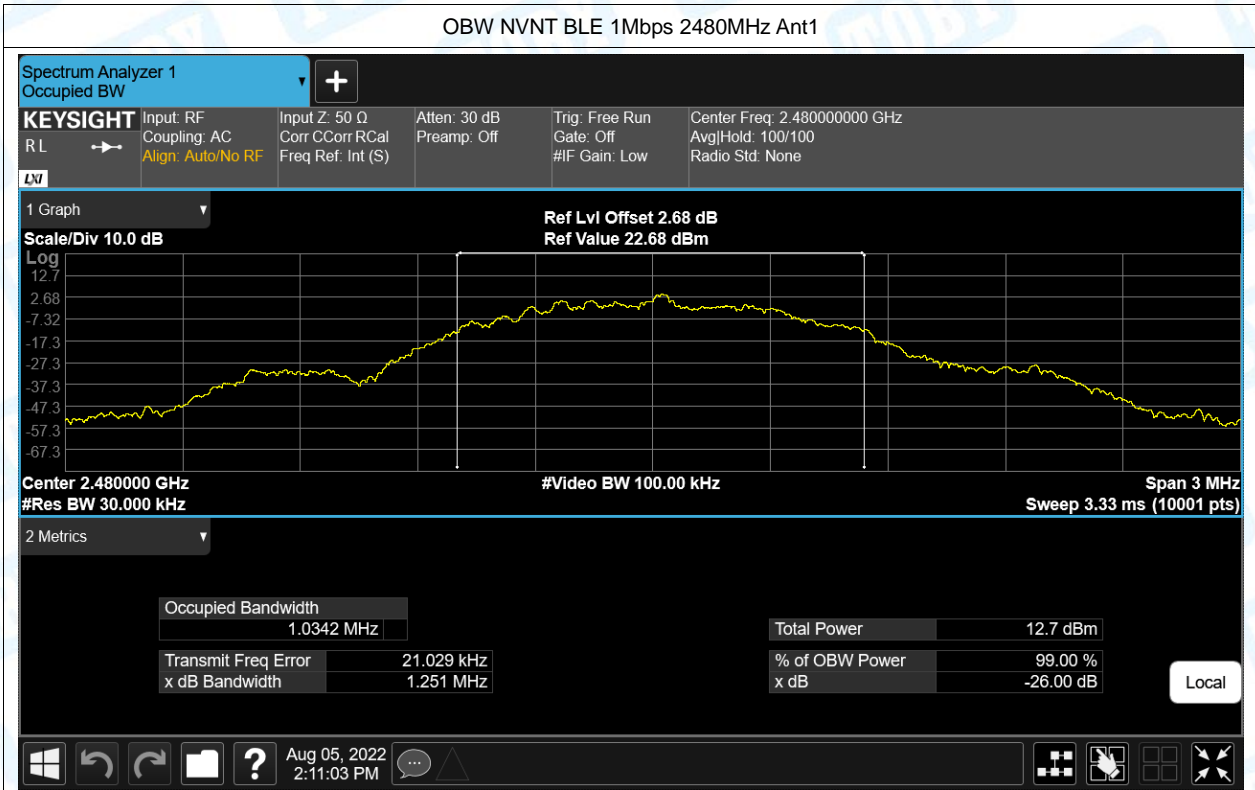 OBW NVNT BLE 1Mbps 2480MHz Ant1
Spectrum Analyzer 1
Occupied BW
KEYSIGHT
R L
LXI
Input: RF
Coupling: AC
Align: Auto/No RF
Input Z: 50 Ω
Corr CCorr RCal
Freq Ref: Int (S)
Atten: 30 dB
Preamp: Off
Trig: Free Run
Gate: Off
#IF Gain: Low
Center Freq: 2.480000000 GHz
Avg|Hold: 100/100
Radio Std: None
1 Graph
Ref Lvl Offset 2.68 dB
Scale/Div 10.0 dB
Ref Value 22.68 dBm
Log
12.7
2.68
-7.32
-17.3
-27.3
-37.3
-47.3
-57.3
-67.3
Center 2.480000 GHz
#Video BW 100.00 kHz
Span 3 MHz
#Res BW 30.000 kHz
Sweep 3.33 ms (10001 pts)
2 Metrics
Occupied Bandwidth
1.0342 MHz
Total Power 12.7 dBm
Transmit Freq Error 21.029 kHz
% of OBW Power 99.00 %
x dB Bandwidth 1.251 MHz
x dB -26.00 dB
Local
Aug 05, 2022
2:11:03 PM